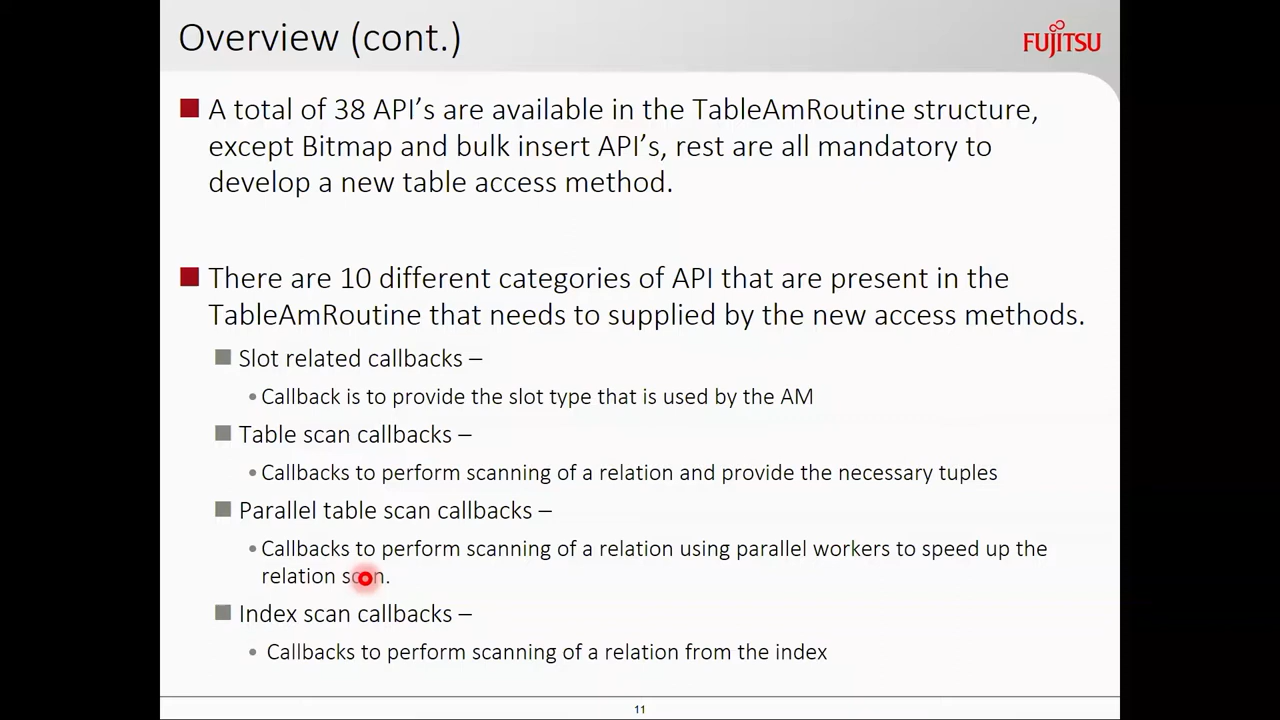 Overview (cont.)
FUJITSU
A total of 38 API’s are available in the TableAmRoutine structure,
except Bitmap and bulk insert API’s, rest are all mandatory to
develop a new table access method.
There are 10 different categories of API that are present in the
TableAmRoutine that needs to supplied by the new access methods.
Slot related callbacks –
Callback is to provide the slot type that is used by the AM
Table scan callbacks –
Callbacks to perform scanning of a relation and provide the necessary tuples
Parallel table scan callbacks –
Callbacks to perform scanning of a relation using parallel workers to speed up the
relation scan.
Index scan callbacks –
Callbacks to perform scanning of a relation from the index
11